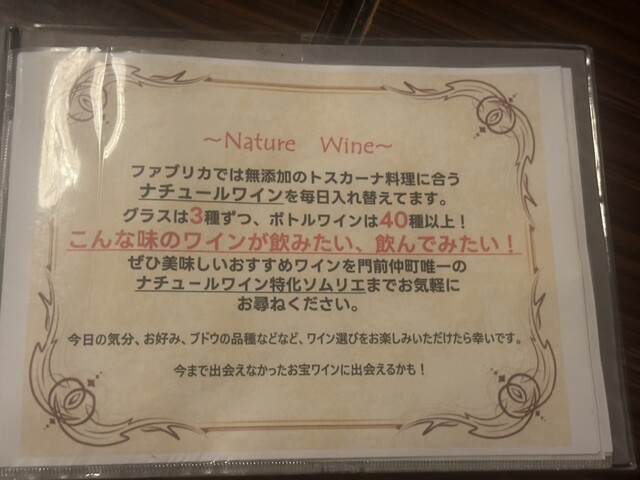 ～Nature Wine～
ファブリカでは無添加のトスカーナ料理に合う
ナチュールワインを毎日入れ替えてます。
グラスは3種ずつ、ボトルワインは40種以上！
こんな味のワインが飲みたい、飲んでみたい！
ぜひ美味しいおすすめワインを門前仲町唯一の
ナチュールワイン特化ソムリエまでお気軽に
お尋ねください。
今日の気分、お好み、ブドウの品種などなど、ワイン選びをお楽しみいただけたら幸いです。
今まで出会えなかったお宝ワインに出会えるかも！